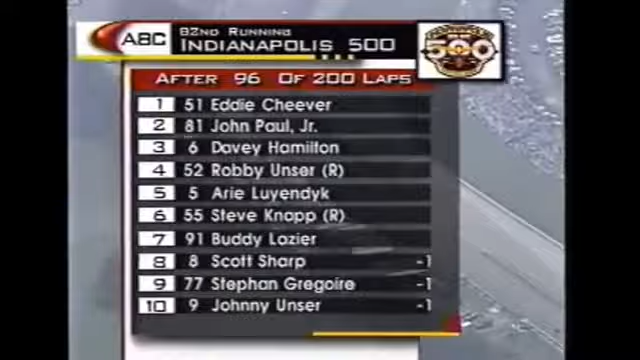 ABC
82ND RUNNING
INDIANAPOLIS 500
500
AFTER 96 OF 200 LAPS
1 51 Eddie Cheever
2 81 John Paul, Jr.
3 6 Davey Hamilton
4 52 Robby Unser (R)
5 5 Arie Luyendyk
6 55 Steve Knapp (R)
7 91 Buddy Lazier
8 8 Scott Sharp -1
9 77 Stephan Gregoire -1
10 9 Johnny Unser -1